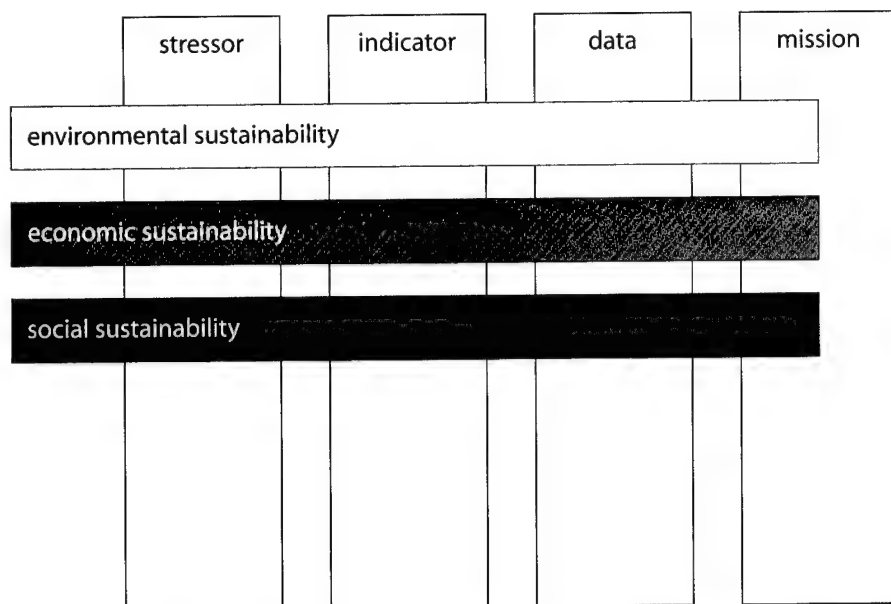 stressor indicator data mission
environmental sustainability
economic sustainability
social sustainability